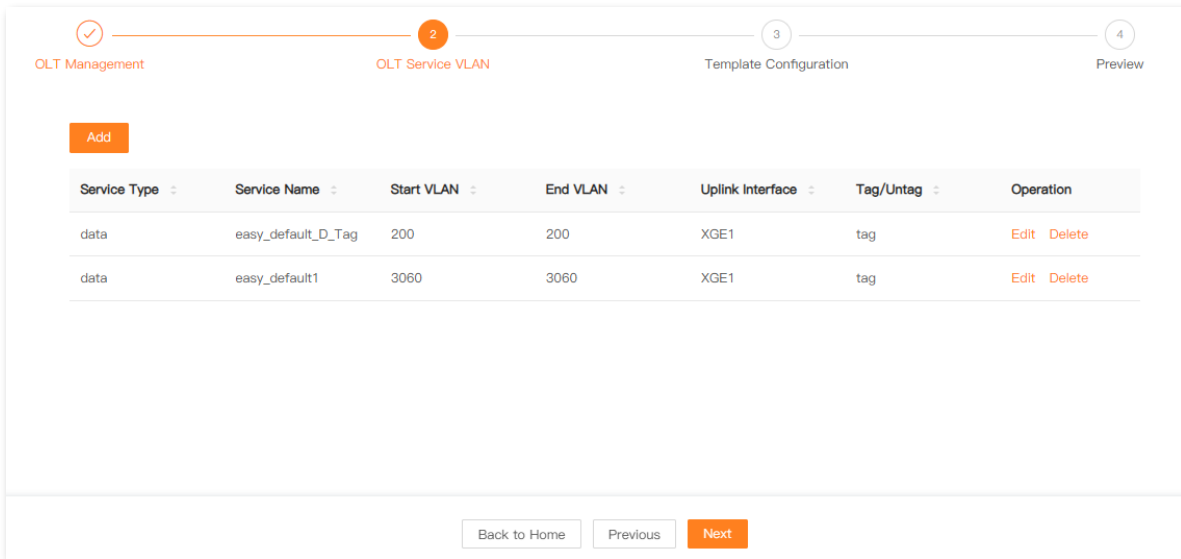 2 3 4
OLT Management OLT Service VLAN Template Configuration Preview
Add
Service Type Service Name Start VLAN End VLAN Uplink Interface Tag/Untag Operation
data easy_default_D_Tag 200 200 XGE1 tag Edit Delete
data easy_default1 3060 3060 XGE1 tag Edit Delete
Back to Home Previous Next